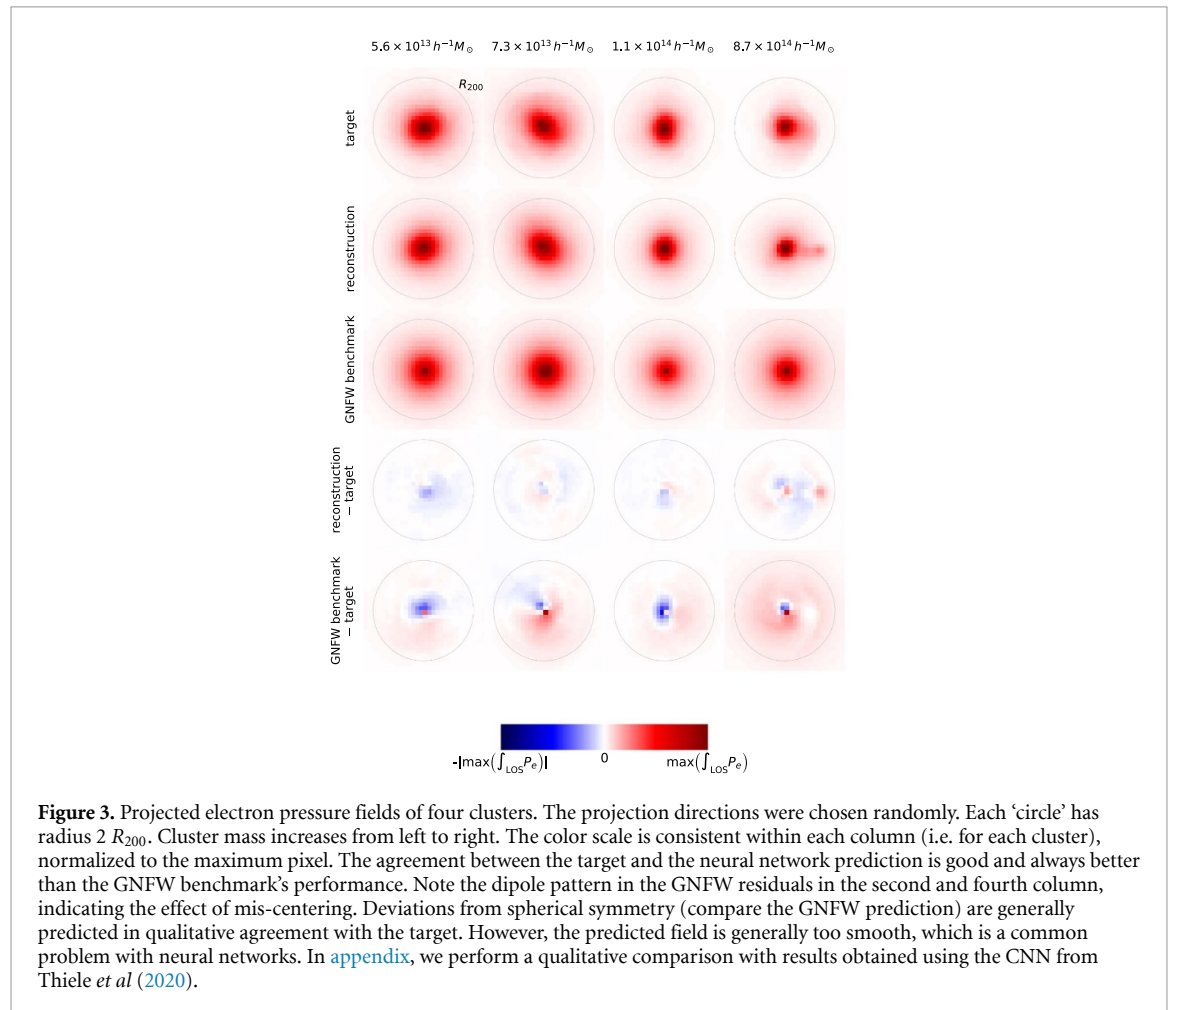 5.6 × 10¹³ h⁻¹M⊙ 7.3 × 10¹³ h⁻¹M⊙ 1.1 × 10¹⁴ h⁻¹M⊙ 8.7 × 10¹⁴ h⁻¹M⊙
R₂₀₀
target
reconstruction
GNFW benchmark
reconstruction
− target
GNFW benchmark
− target
-|max(∫LOS Pₑ)| 0 max(∫LOS Pₑ)
Figure 3. Projected electron pressure fields of four clusters. The projection directions were chosen randomly. Each ‘circle’ has
radius 2 R₂₀₀. Cluster mass increases from left to right. The color scale is consistent within each column (i.e. for each cluster),
normalized to the maximum pixel. The agreement between the target and the neural network prediction is good and always better
than the GNFW benchmark’s performance. Note the dipole pattern in the GNFW residuals in the second and fourth column,
indicating the effect of mis-centering. Deviations from spherical symmetry (compare the GNFW prediction) are generally
predicted in qualitative agreement with the target. However, the predicted field is generally too smooth, which is a common
problem with neural networks. In appendix, we perform a qualitative comparison with results obtained using the CNN from
Thiele et al (2020).